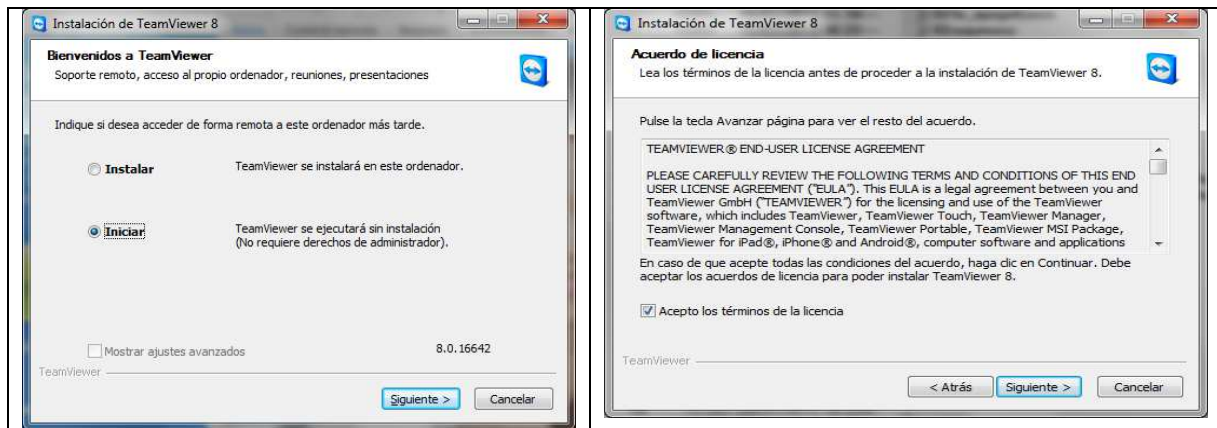 Instalación de TeamViewer 8
Bienvenidos a TeamViewer
Soporte remoto, acceso al propio ordenador, reuniones, presentaciones
Indique si desea acceder de forma remota a este ordenador más tarde.
Instalar
TeamViewer se instalará en este ordenador.
Iniciar
TeamViewer se ejecutará sin instalación
(No requiere derechos de administrador).
Mostrar ajustes avanzados
8.0.16642
TeamViewer
Siguiente >
Cancelar
Instalación de TeamViewer 8
Acuerdo de licencia
Lea los términos de la licencia antes de proceder a la instalación de TeamViewer 8.
Pulse la tecla Avanzar página para ver el resto del acuerdo.
TEAMVIEWER® END-USER LICENSE AGREEMENT
PLEASE CAREFULLY REVIEW THE FOLLOWING TERMS AND CONDITIONS OF THIS END
USER LICENSE AGREEMENT ("EULA"). This EULA is a legal agreement between you and
TeamViewer GmbH ("TEAMVIEWER") for the licensing and use of the TeamViewer
software, which includes TeamViewer, TeamViewer Touch, TeamViewer Manager,
TeamViewer Management Console, TeamViewer Portable, TeamViewer MSI Package,
TeamViewer for iPad®, iPhone® and Android®, computer software and applications
En caso de que acepte todas las condiciones del acuerdo, haga clic en Continuar. Debe
aceptar los acuerdos de licencia para poder instalar TeamViewer 8.
Acepto los términos de la licencia
TeamViewer
< Atrás
Siguiente >
Cancelar